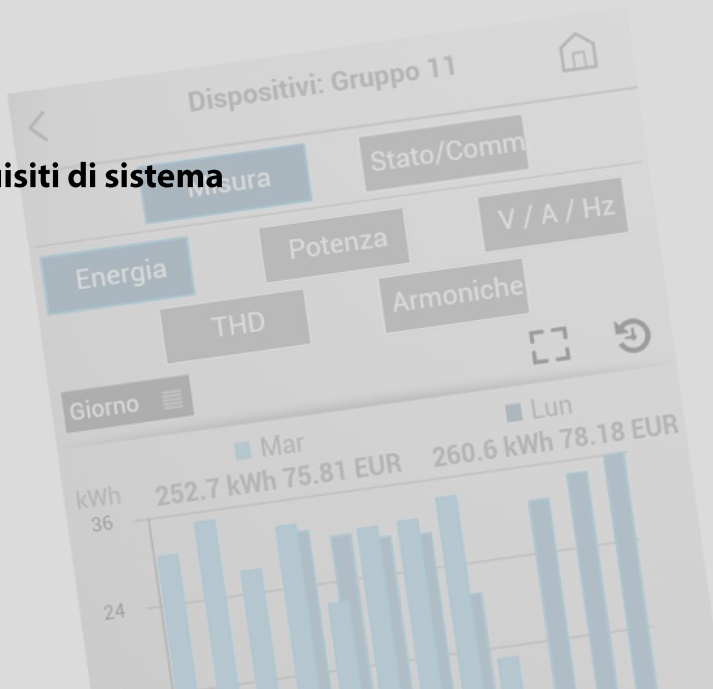 Dispositivi: Gruppo 11
isiti di sistema
Misura
Stato/Comm
Energia
Potenza
V / A / Hz
THD
Armoniche
Giorno
Mar
Lun
252.7 kWh 75.81 EUR
260.6 kWh 78.18 EUR
kWh
36
24